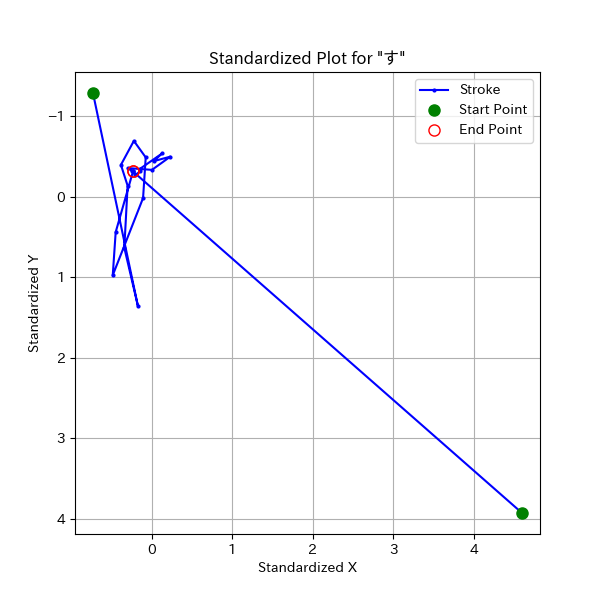 Standardized Plot for "す"
Stroke
Start Point
End Point
−1
0
1
2
3
4
Standardized Y
0
1
2
3
4
Standardized X